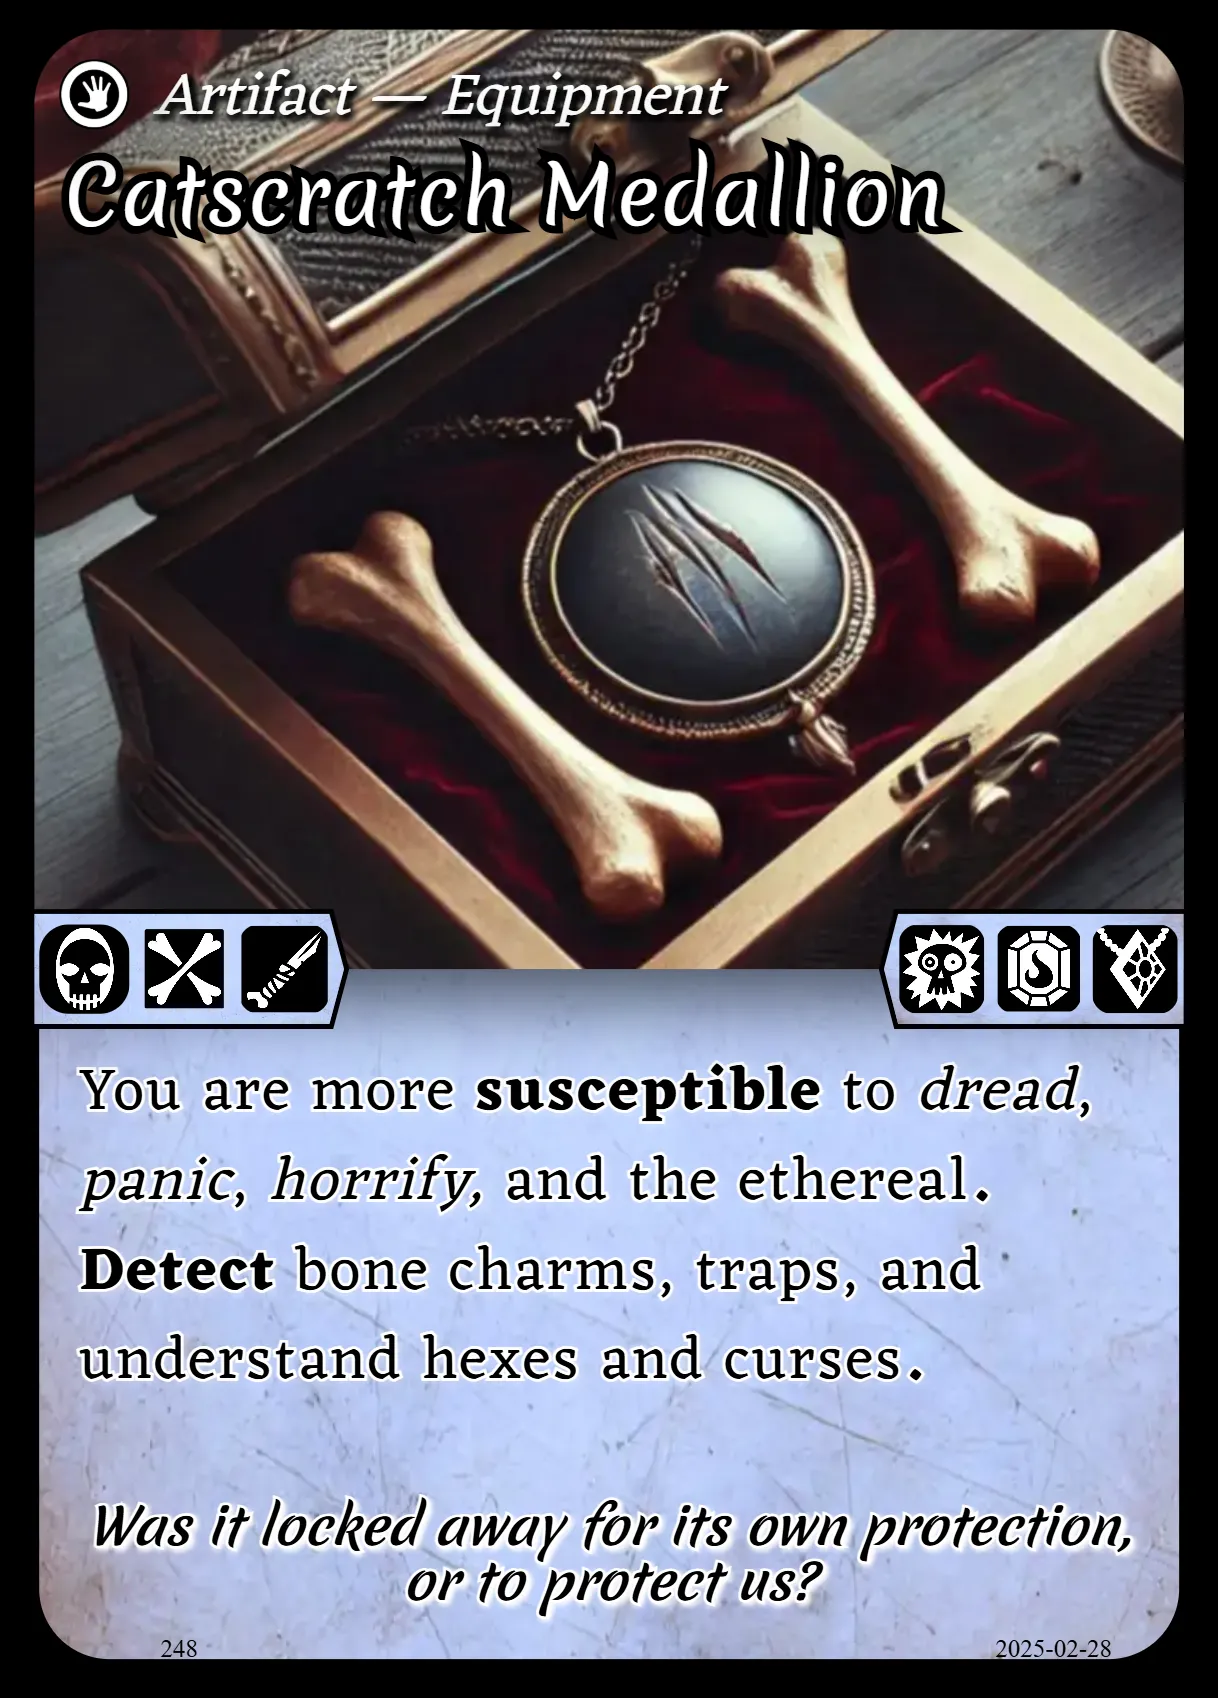 Artifact — Equipment
Catscratch Medallion
You are more susceptible to dread,
panic, horrify, and the ethereal.
Detect bone charms, traps, and
understand hexes and curses.
Was it locked away for its own protection,
or to protect us?
248
2025-02-28